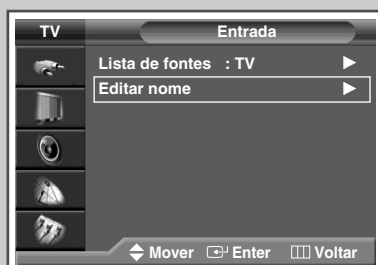 TV Entrada
Lista de fontes : TV
Editar nome
Mover Enter Voltar